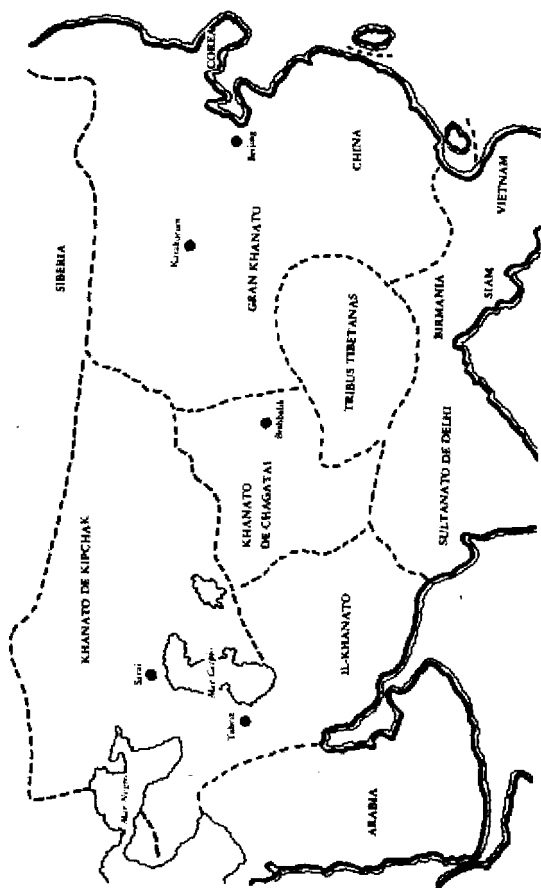 SIBERIA
KHANATO DE KIPCHAK
Mar Negro
Sarai
Karakorum
COREA
Mar Caspio
Tabriz
KHANATO
DE CHAGATAI
GRAN KHANATO
Beijing
Beshbalik
IL-KHANATO
TRIBUS TIBETANAS
CHINA
ARABIA
SULTANATO DE DELHI
BIRMANIA
SIAM
VIETNAM